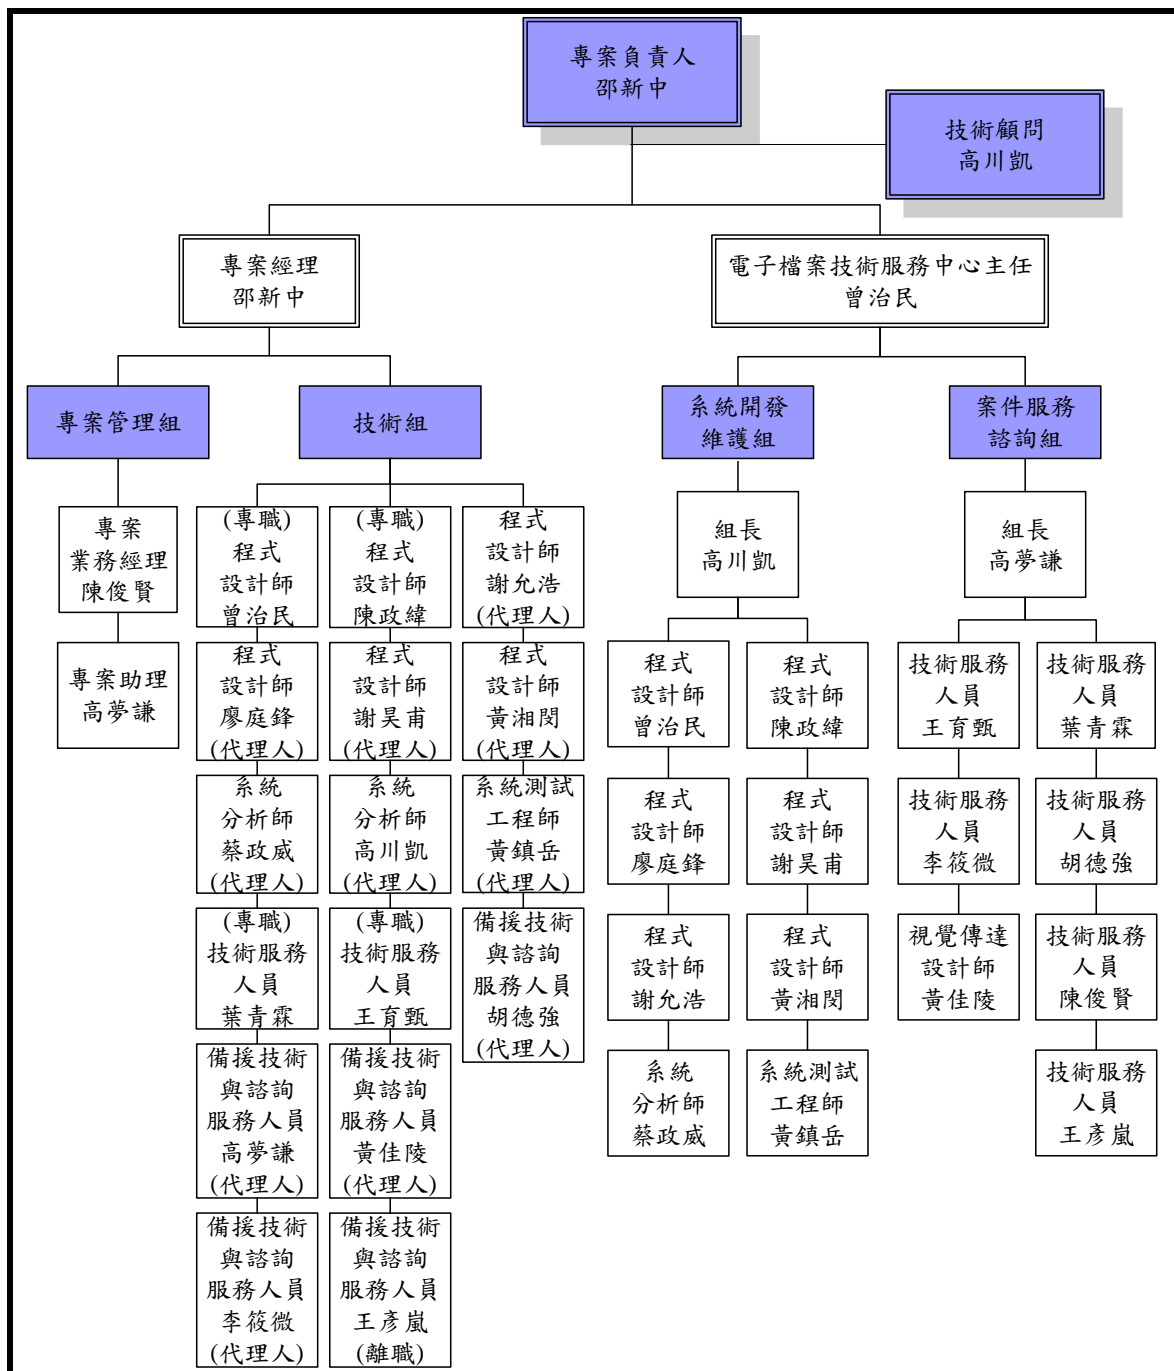 專案負責人
邵新中
技術顧問
高川凱
專案經理
邵新中
電子檔案技術服務中心主任
曾治民
專案管理組
技術組
系統開發
維護組
案件服務
諮詢組
專案
業務經理
陳俊賢
專案助理
高夢謙
(專職)
程式
設計師
曾治民
程式
設計師
廖庭鋒
(代理人)
系統
分析師
蔡政威
(代理人)
(專職)
技術服務
人員
葉青霖
備援技術
與諮詢
服務人員
高夢謙
(代理人)
備援技術
與諮詢
服務人員
李筱微
(代理人)
(專職)
程式
設計師
陳政緯
程式
設計師
謝昊甫
(代理人)
系統
分析師
高川凱
(代理人)
(專職)
技術服務
人員
王育甄
備援技術
與諮詢
服務人員
黃佳陵
(代理人)
備援技術
與諮詢
服務人員
王彥嵐
(離職)
程式
設計師
謝允浩
(代理人)
程式
設計師
黃湘閔
(代理人)
系統測試
工程師
黃鎮岳
(代理人)
備援技術
與諮詢
服務人員
胡德強
(代理人)
組長
高川凱
程式
設計師
曾治民
程式
設計師
廖庭鋒
程式
設計師
謝允浩
系統
分析師
蔡政威
程式
設計師
陳政緯
程式
設計師
謝昊甫
程式
設計師
黃湘閔
系統測試
工程師
黃鎮岳
組長
高夢謙
技術服務
人員
王育甄
技術服務
人員
李筱微
視覺傳達
設計師
黃佳陵
技術服務
人員
葉青霖
技術服務
人員
胡德強
技術服務
人員
陳俊賢
技術服務
人員
王彥嵐